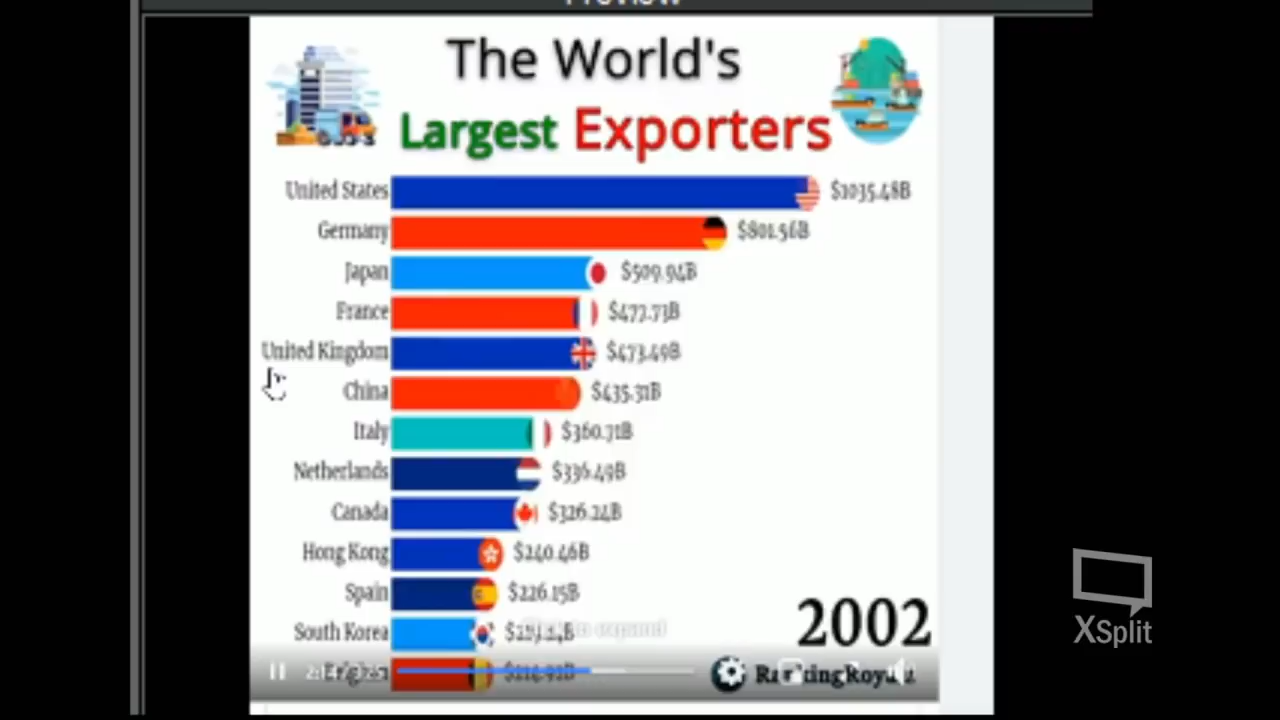 The World's
Largest Exporters
United States $1035.48B
Germany $801.56B
Japan $509.94B
France $477.73B
United Kingdom $473.49B
China $435.31B
Italy $360.71B
Netherlands $336.49B
Canada $326.24B
Hong Kong $240.46B
Spain $226.15B
South Korea
2002
XSplit